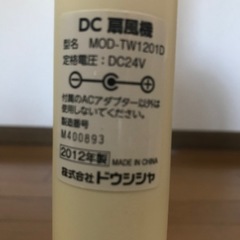 DC 扇風機
型名 MOD-TW1201D
定格電圧：DC24V
付属のACアダプター以外は
使用しないでください。
製造番号
M400893
2012年製 MADE IN CHINA
株式会社ドウシシャ